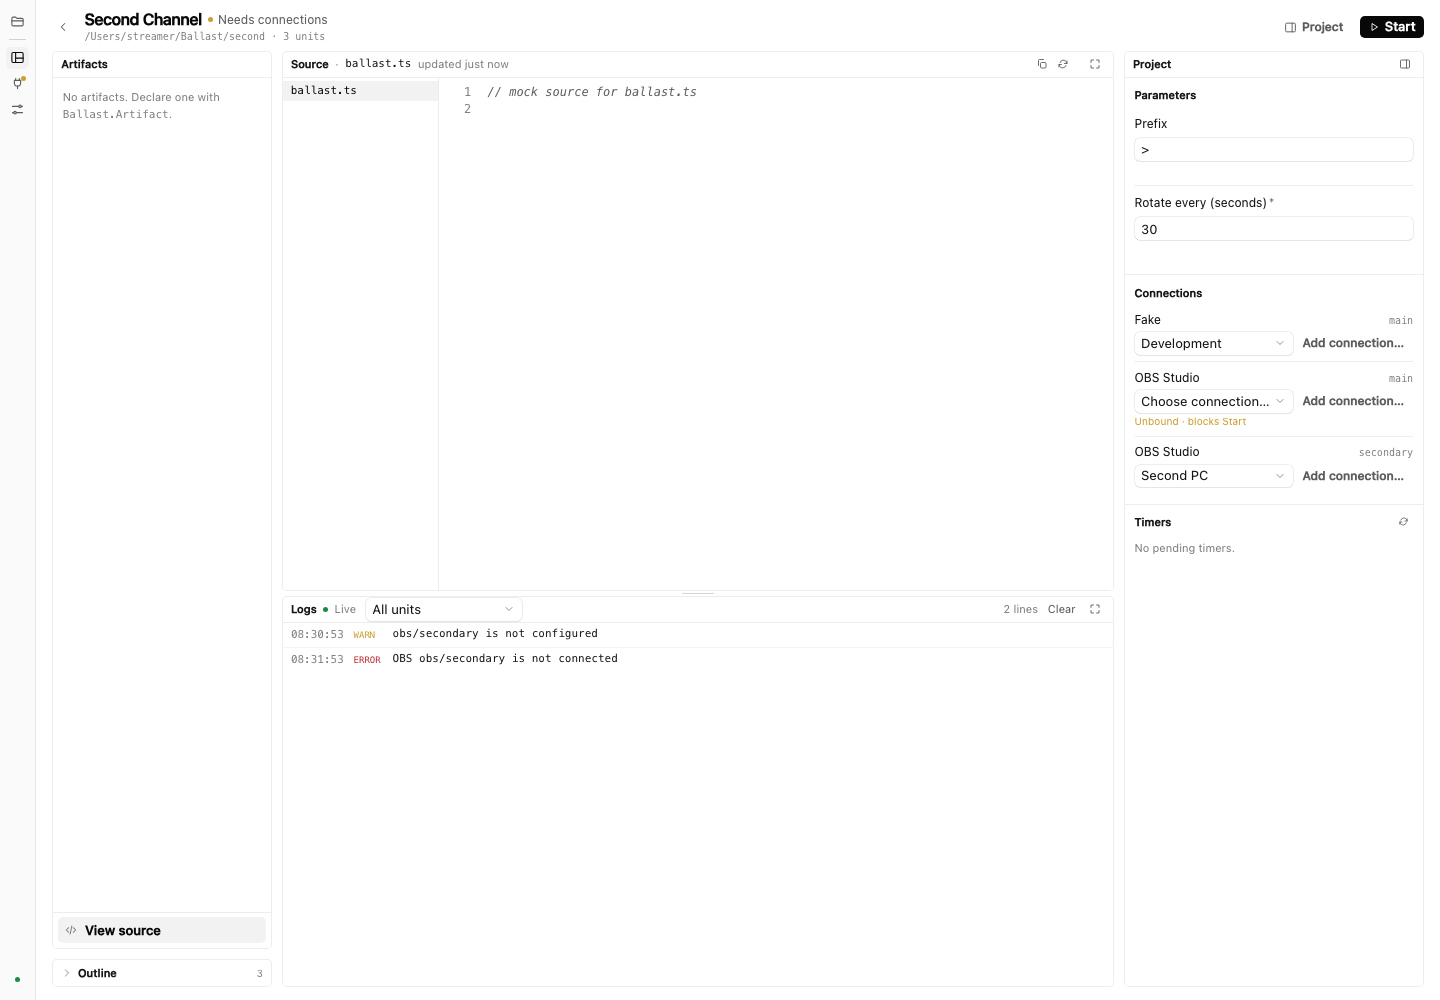 Second Channel
Needs connections
/Users/streamer/Ballast/second · 3 units
Project
Start
Artifacts
No artifacts. Declare one with
Ballast.Artifact.
View source
Outline
3
Source · ballast.ts updated just now
ballast.ts
1 // mock source for ballast.ts
2
Logs
Live
All units
2 lines
Clear
08:30:53 WARN obs/secondary is not configured
08:31:53 ERROR OBS obs/secondary is not connected
Project
Parameters
Prefix
>
Rotate every (seconds) *
30
Connections
Fake main
Development
Add connection...
OBS Studio main
Choose connection...
Add connection...
Unbound · blocks Start
OBS Studio secondary
Second PC
Add connection...
Timers
No pending timers.